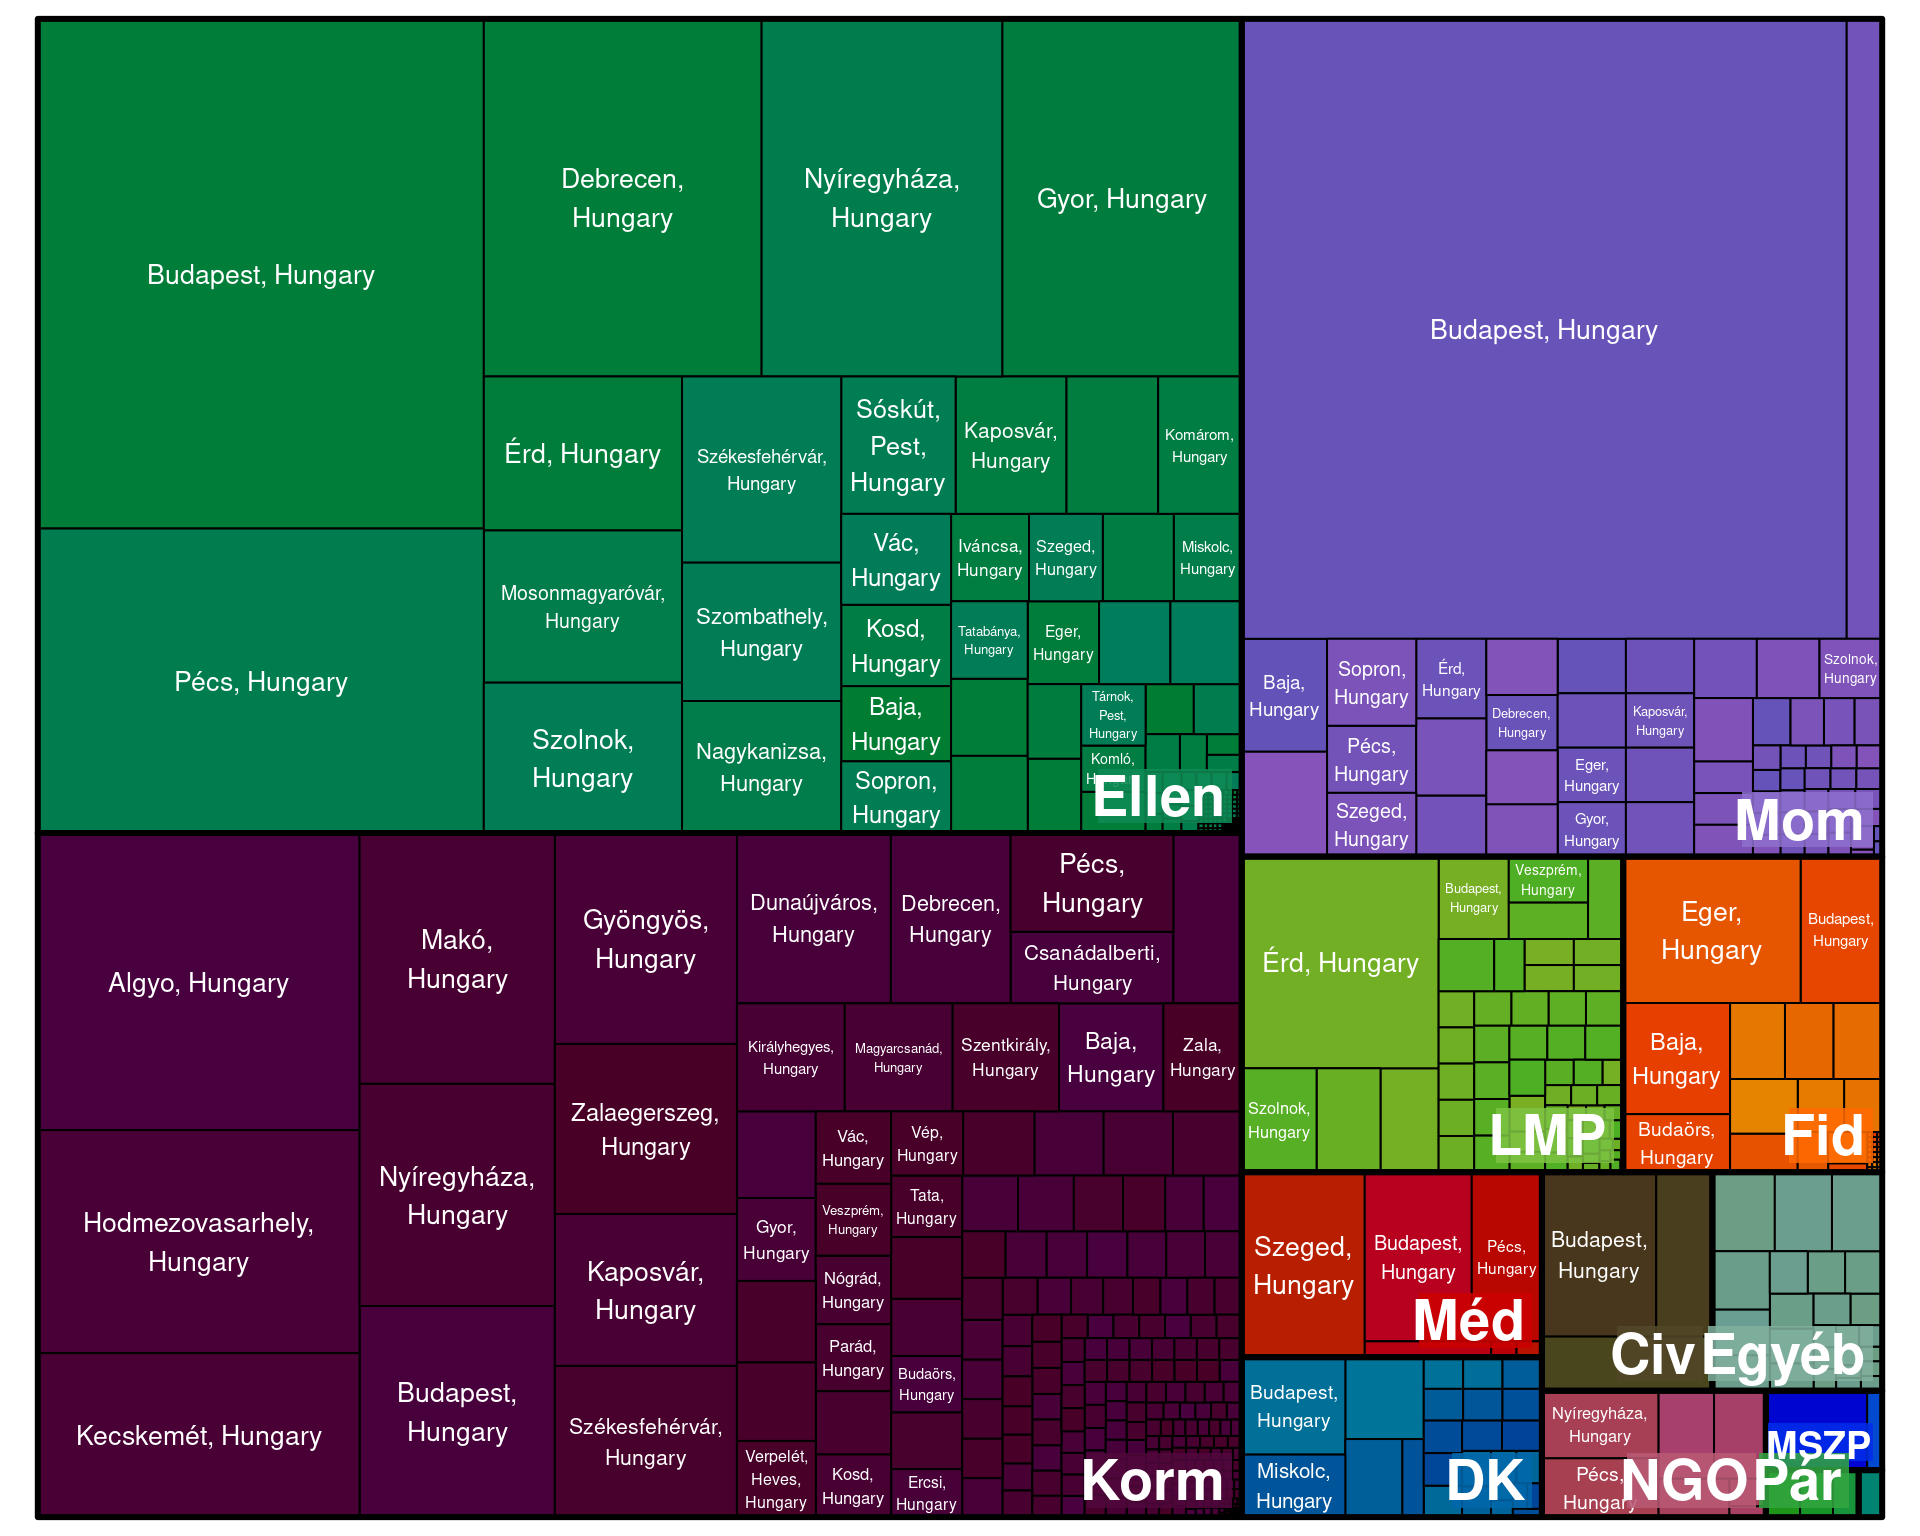 Budapest, Hungary
Pécs, Hungary
Debrecen,
Hungary
Nyíregyháza,
Hungary
Gyor, Hungary
Érd, Hungary
Mosonmagyaróvár,
Hungary
Szolnok,
Hungary
Székesfehérvár,
Hungary
Szombathely,
Hungary
Nagykanizsa,
Hungary
Sóskút,
Pest,
Hungary
Kaposvár,
Hungary
Komárom,
Hungary
Vác,
Hungary
Kosd,
Hungary
Baja,
Hungary
Sopron,
Hungary
Iváncsa,
Hungary
Szeged,
Hungary
Miskolc,
Hungary
Tatabánya,
Hungary
Eger,
Hungary
Tárnok,
Pest,
Hungary
Komló,
Ellen
Budapest, Hungary
Baja,
Hungary
Sopron,
Hungary
Pécs,
Hungary
Szeged,
Hungary
Érd,
Hungary
Debrecen,
Hungary
Eger,
Hungary
Gyor,
Hungary
Kaposvár,
Hungary
Szolnok,
Hungary
Mom
Algyo, Hungary
Hodmezovasarhely,
Hungary
Kecskemét, Hungary
Makó,
Hungary
Nyíregyháza,
Hungary
Budapest,
Hungary
Gyöngyös,
Hungary
Zalaegerszeg,
Hungary
Kaposvár,
Hungary
Székesfehérvár,
Hungary
Dunaújváros,
Hungary
Debrecen,
Hungary
Pécs,
Hungary
Csanádalberti,
Hungary
Királyhegyes,
Hungary
Magyarcsanád,
Hungary
Szentkirály,
Hungary
Baja,
Hungary
Zala,
Hungary
Gyor,
Hungary
Verpelét,
Heves,
Hungary
Vác,
Hungary
Veszprém,
Hungary
Nógrád,
Hungary
Parád,
Hungary
Kosd,
Hungary
Vép,
Hungary
Tata,
Hungary
Budaörs,
Hungary
Ercsi,
Hungary
Korm
Érd, Hungary
Szolnok,
Hungary
Budapest,
Hungary
Veszprém,
Hungary
LMP
Eger,
Hungary
Budapest,
Hungary
Baja,
Hungary
Budaörs,
Hungary
Fid
Szeged,
Hungary
Budapest,
Hungary
Pécs,
Hungary
Méd
Budapest,
Hungary
Civ
Egyéb
Budapest,
Hungary
Miskolc,
Hungary
DK
Nyíregyháza,
Hungary
Pécs,
Hungary
NGO
MSZP
Pár